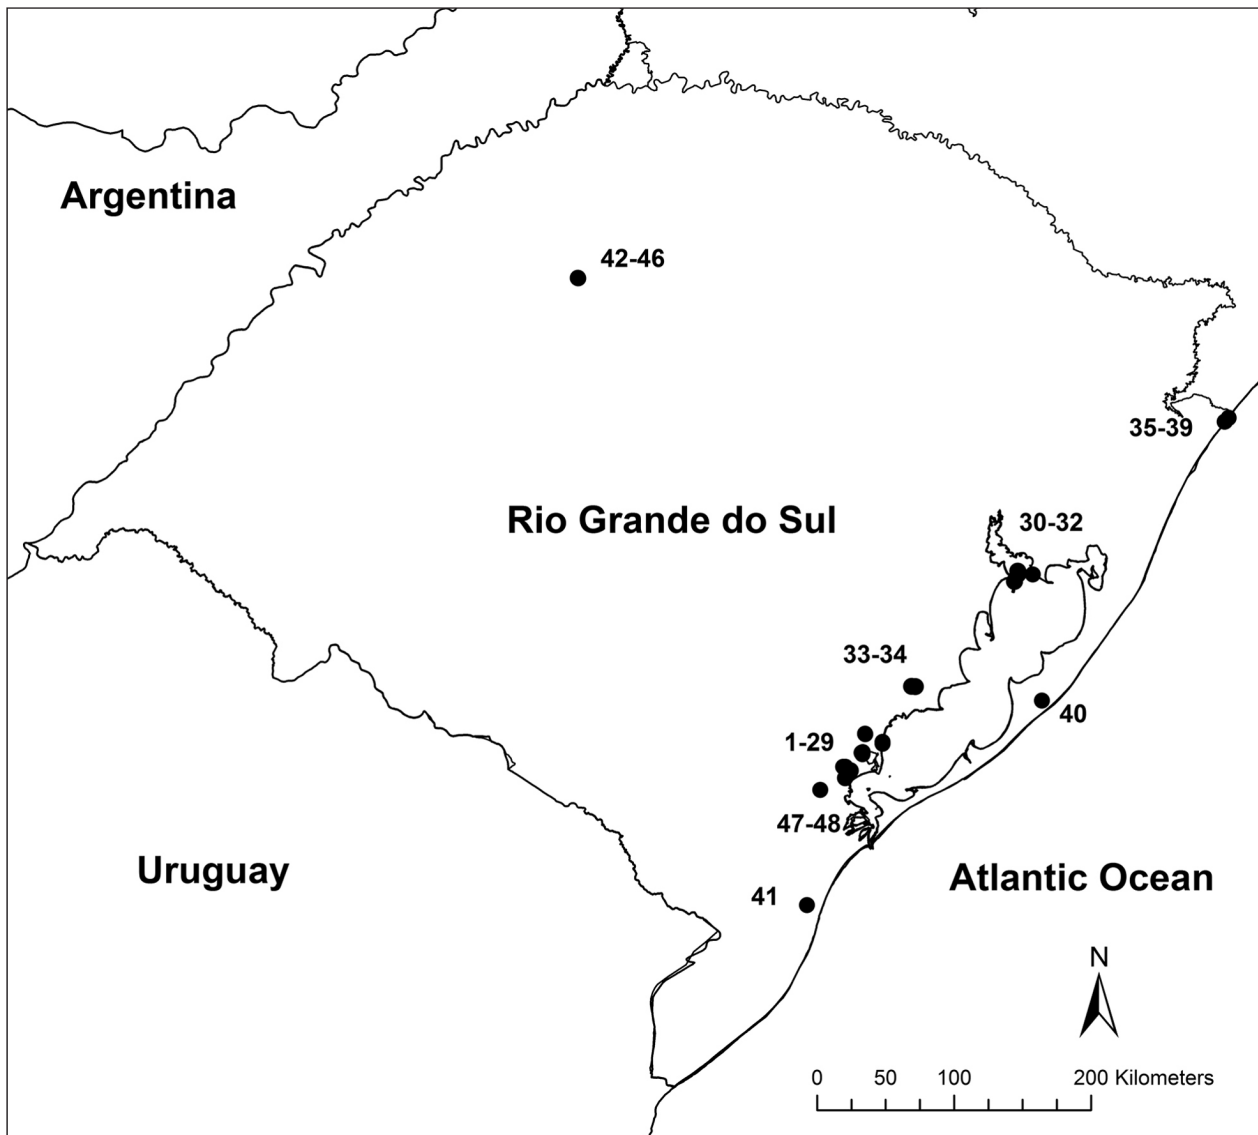 Argentina
42-46
35-39
Rio Grande do Sul
30-32
33-34
40
1-29
47-48
Uruguay
Atlantic Ocean
41
N
0 50 100 200 Kilometers